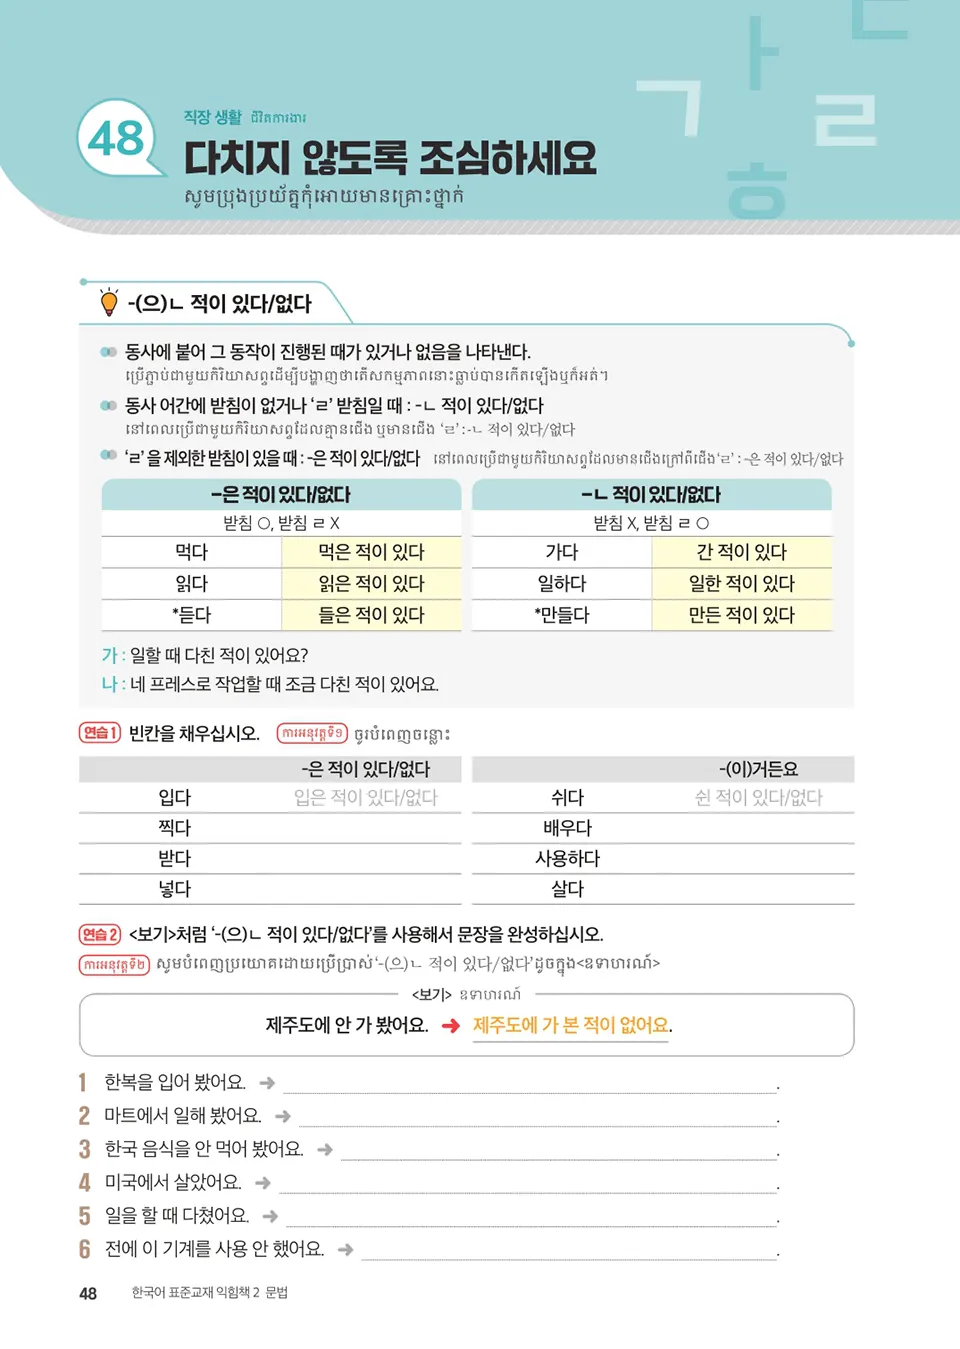 48
직장 생활 ជីវិតការងារ
다치지 않도록 조심하세요
សូមប្រុងប្រយ័ត្នកុំអោយមានគ្រោះថ្នាក់
ㄱ ㅏ ㄷ ㄹ ㅎ
-(으)ㄴ 적이 있다/없다
동사에 붙어 그 동작이 진행된 때가 있거나 없음을 나타낸다.
ប្រើភ្ជាប់ជាមួយកិរិយាសព្ទដើម្បីបង្ហាញថាតើសកម្មភាពនោះធ្លាប់បានកើតឡើងឬក៏អត់។
동사 어간에 받침이 없거나 ‘ㄹ’ 받침일 때 : -ㄴ 적이 있다/없다
នៅពេលប្រើជាមួយកិរិយាសព្ទដែលគ្មានជើង ឬមានជើង ‘ㄹ’ : -ㄴ 적이 있다/없다
‘ㄹ’ 을 제외한 받침이 있을 때 : -은 적이 있다/없다 នៅពេលប្រើជាមួយកិរិយាសព្ទដែលមានជើងក្រៅពីជើង‘ㄹ’ : -은 적이 있다/없다
-은 적이 있다/없다 -ㄴ 적이 있다/없다
받침 ○, 받침 ㄹ X 받침 X, 받침 ㄹ ○
먹다 먹은 적이 있다 가다 간 적이 있다
읽다 읽은 적이 있다 일하다 일한 적이 있다
*듣다 들은 적이 있다 *만들다 만든 적이 있다
가 : 일할 때 다친 적이 있어요?
나 : 네 프레스로 작업할 때 조금 다친 적이 있어요.
연습 1 빈칸을 채우십시오. ការអនុវត្តទី១ ចូរបំពេញចន្លោះ
-은 적이 있다/없다 -(이)거든요
입다 입은 적이 있다/없다 쉬다 쉰 적이 있다/없다
찍다 배우다
받다 사용하다
넣다 살다
연습 2 <보기>처럼 ‘-(으)ㄴ 적이 있다/없다’를 사용해서 문장을 완성하십시오.
ការអនុវត្តទី២ សូមបំពេញប្រយោគដោយប្រើប្រាស់ ‘-(으)ㄴ 적이 있다/없다’ ដូចក្នុង<ឧទាហរណ៍>
<보기> ឧទាហរណ៍
제주도에 안 가 봤어요. ➜ 제주도에 가 본 적이 없어요.
1 한복을 입어 봤어요. ➜ .
2 마트에서 일해 봤어요. ➜ .
3 한국 음식을 안 먹어 봤어요. ➜ .
4 미국에서 살았어요. ➜ .
5 일을 할 때 다쳤어요. ➜ .
6 전에 이 기계를 사용 안 했어요. ➜ .
48 한국어 표준교재 익힘책 2 문법